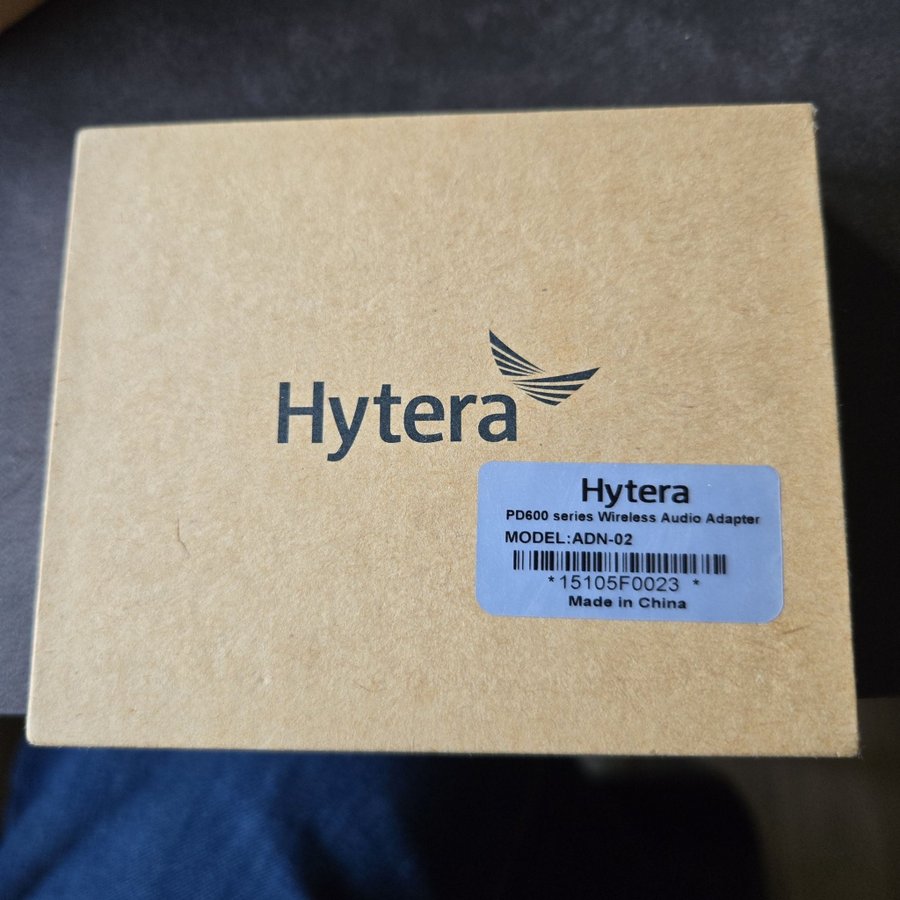 Hytera
Hytera
PD600 series Wireless Audio Adapter
MODEL:ADN-02
*15105F0023 *
Made in China